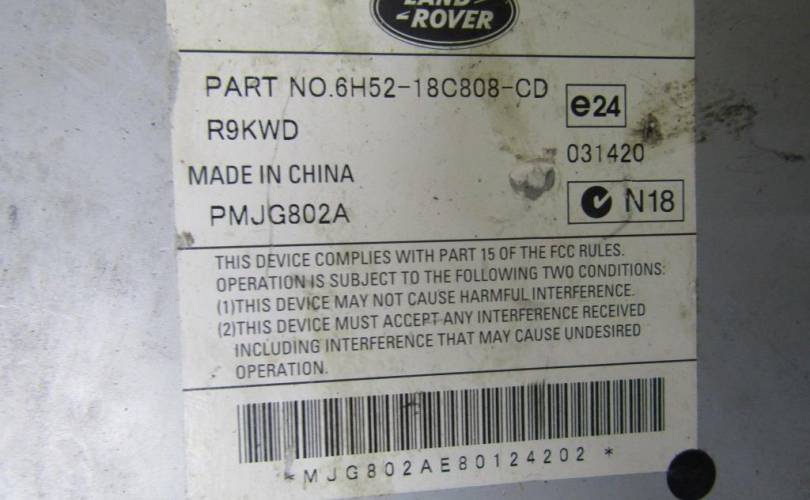 LAND
ROVER
PART NO.6H52-18C808-CD
e24
R9KWD
031420
MADE IN CHINA
PMJG802A
N18
THIS DEVICE COMPLIES WITH PART 15 OF THE FCC RULES.
OPERATION IS SUBJECT TO THE FOLLOWING TWO CONDITIONS:
(1)THIS DEVICE MAY NOT CAUSE HARMFUL INTERFERENCE.
(2)THIS DEVICE MUST ACCEPT ANY INTERFERENCE RECEIVED
INCLUDING INTERFERENCE THAT MAY CAUSE UNDESIRED
OPERATION.
*MJG802AE80124202*